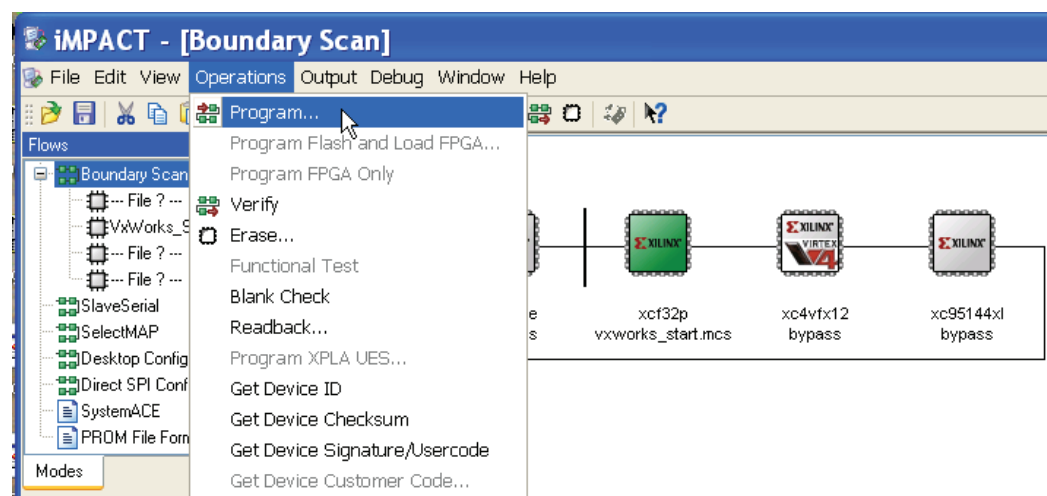 iMPACT - [Boundary Scan]
File Edit View Operations Output Debug Window Help
Flows
Boundary Scan
--- File ? ---
VxWorks_S
--- File ? ---
--- File ? ---
SlaveSerial
SelectMAP
Desktop Config
Direct SPI Conf
SystemACE
PROM File Form
Modes
Program...
Program Flash and Load FPGA...
Program FPGA Only
Verify
Erase...
Functional Test
Blank Check
Readback...
Program XPLA UES...
Get Device ID
Get Device Checksum
Get Device Signature/Usercode
Get Device Customer Code...
XILINX
XILINX
VIRTEX
4
XILINX
e
s
xcf32p
vxworks_start.mcs
xc4vfx12
bypass
xc95144xl
bypass